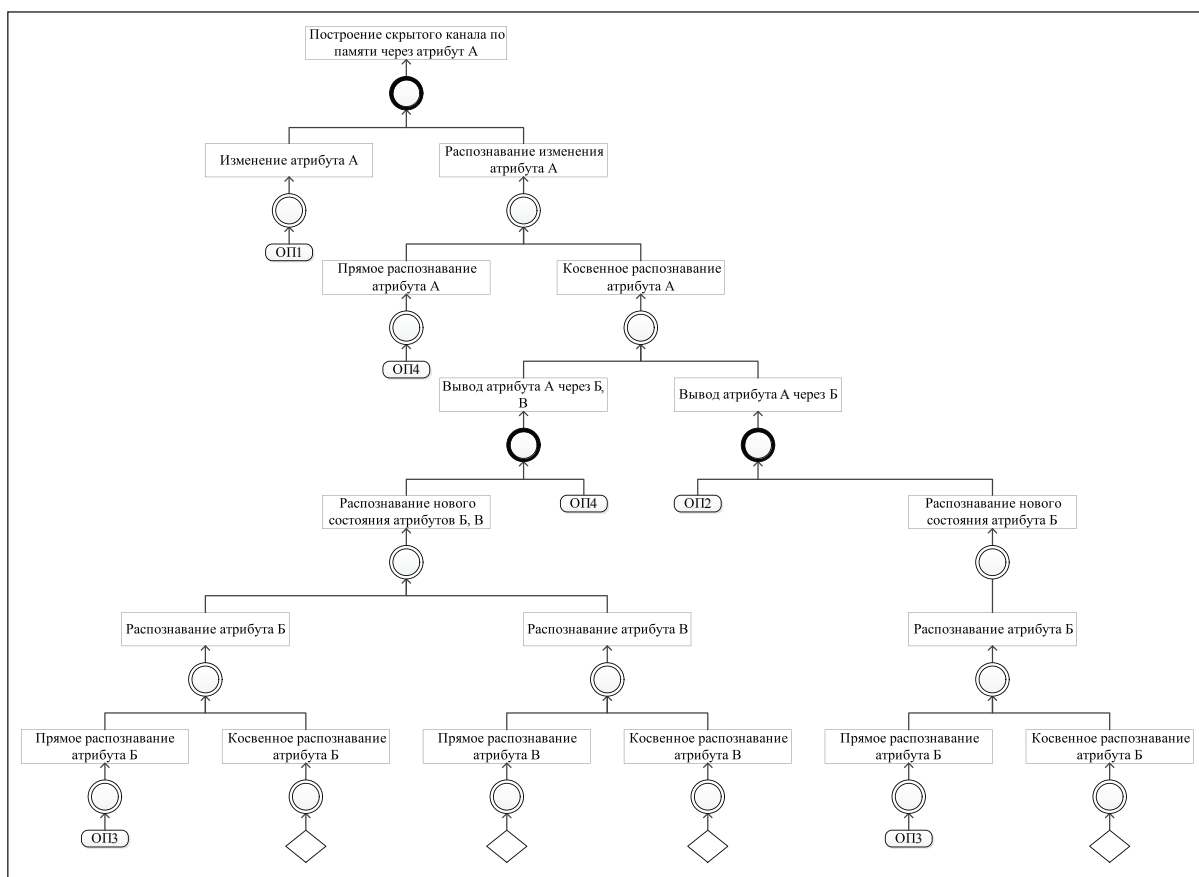 Построение скрытого канала по
памяти через атрибут А
Изменение атрибута А
Распознавание изменения
атрибута А
ОП1
Прямое распознавание
атрибута А
Косвенное распознавание
атрибута А
ОП4
Вывод атрибута А через Б,
В
Вывод атрибута А через Б
Распознавание нового
состояния атрибутов Б, В
ОП4
ОП2
Распознавание нового
состояния атрибута Б
Распознавание атрибута Б
Распознавание атрибута В
Распознавание атрибута Б
Прямое распознавание
атрибута Б
Косвенное распознавание
атрибута Б
Прямое распознавание
атрибута В
Косвенное распознавание
атрибута В
Прямое распознавание
атрибута Б
Косвенное распознавание
атрибута Б
ОП3
ОП3